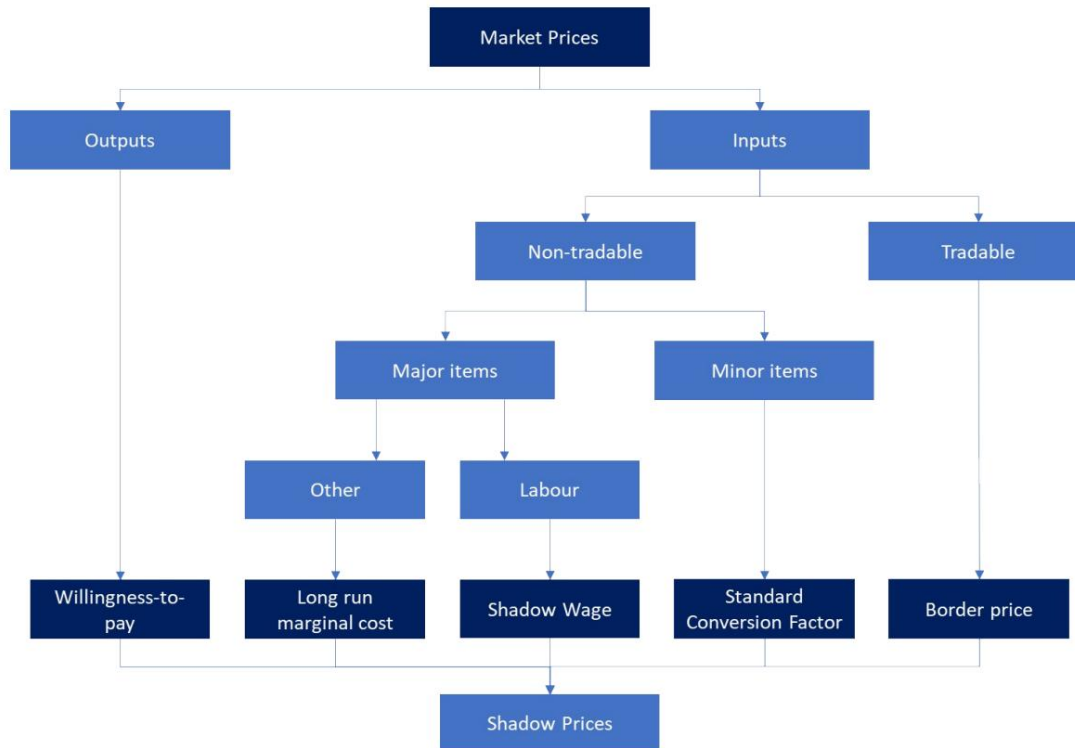 Market Prices
Outputs
Inputs
Non-tradable
Tradable
Major items
Minor items
Other
Labour
Willingness-to-
pay
Long run
marginal cost
Shadow Wage
Standard
Conversion Factor
Border price
Shadow Prices